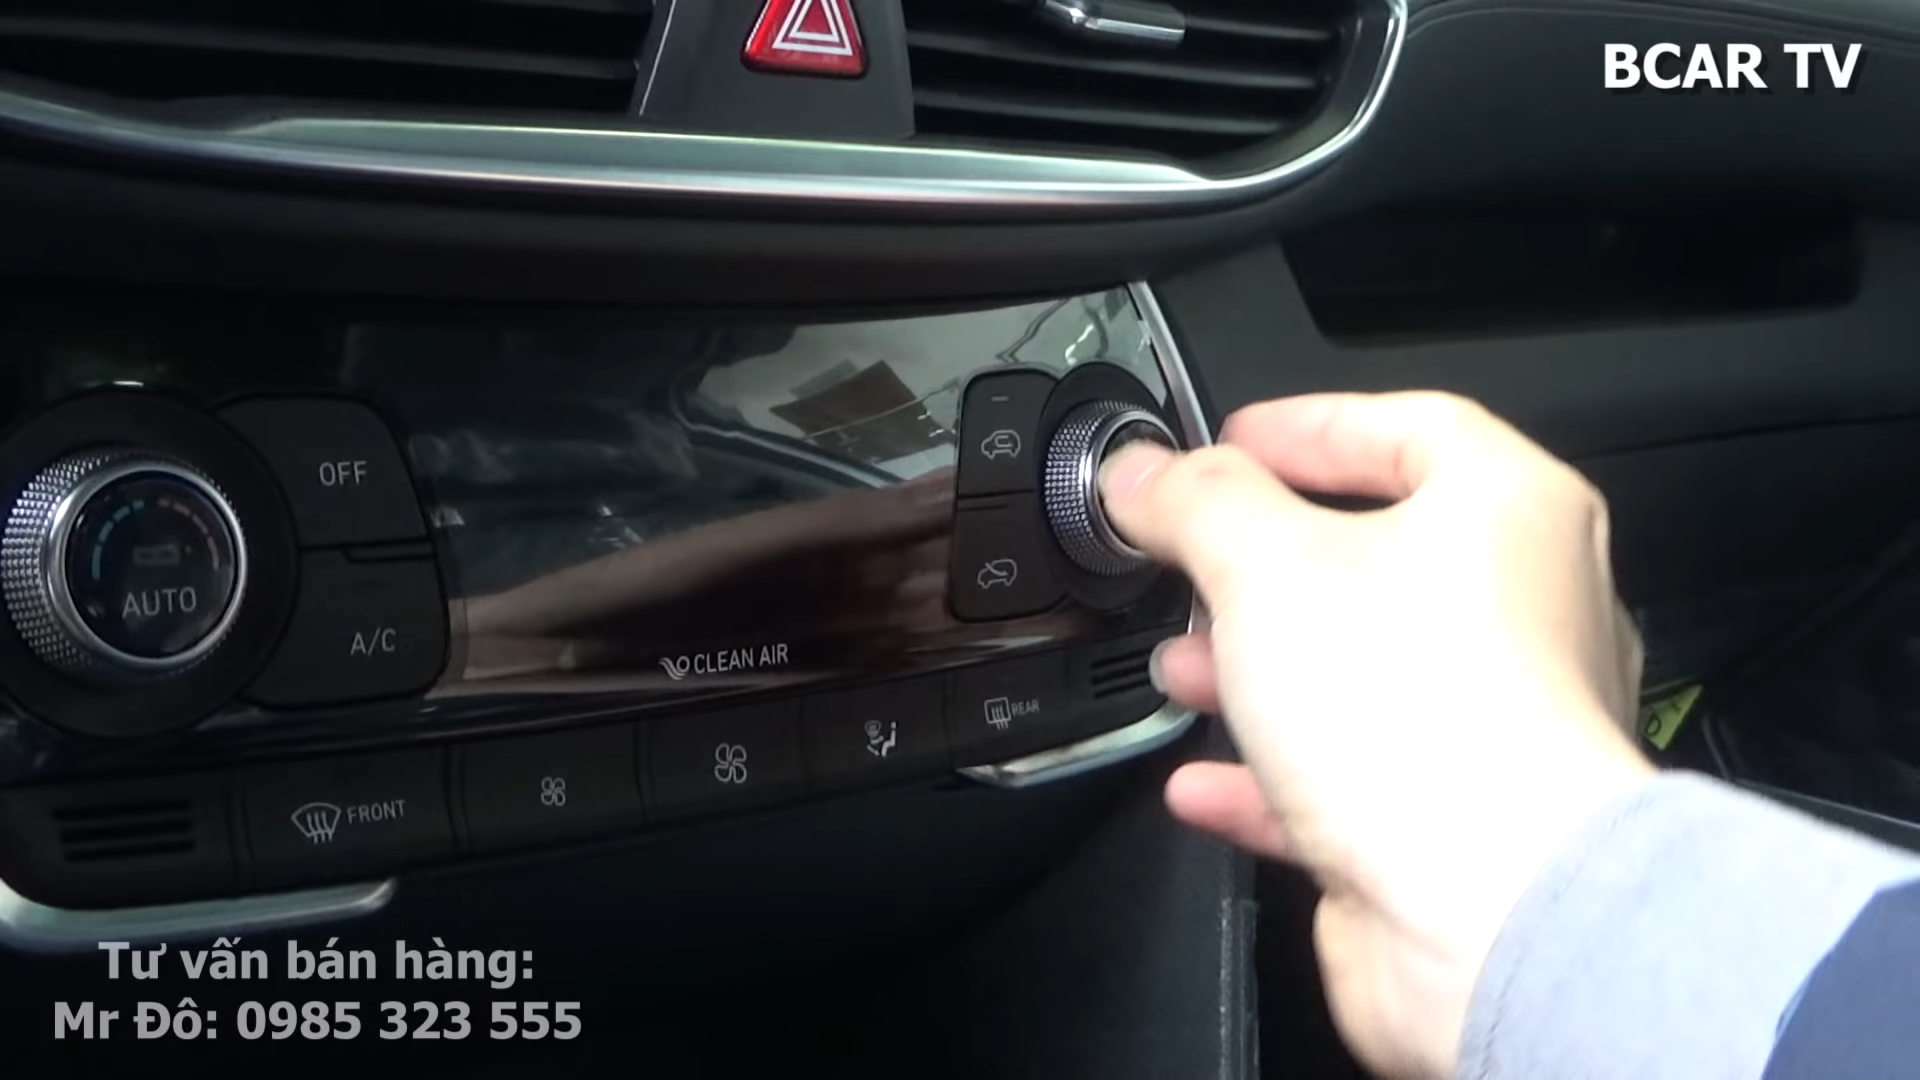 BCAR TV
OFF
AUTO
A/C
CLEAN AIR
REAR
FRONT
D
Tư vấn bán hàng:
Mr Đô: 0985 323 555